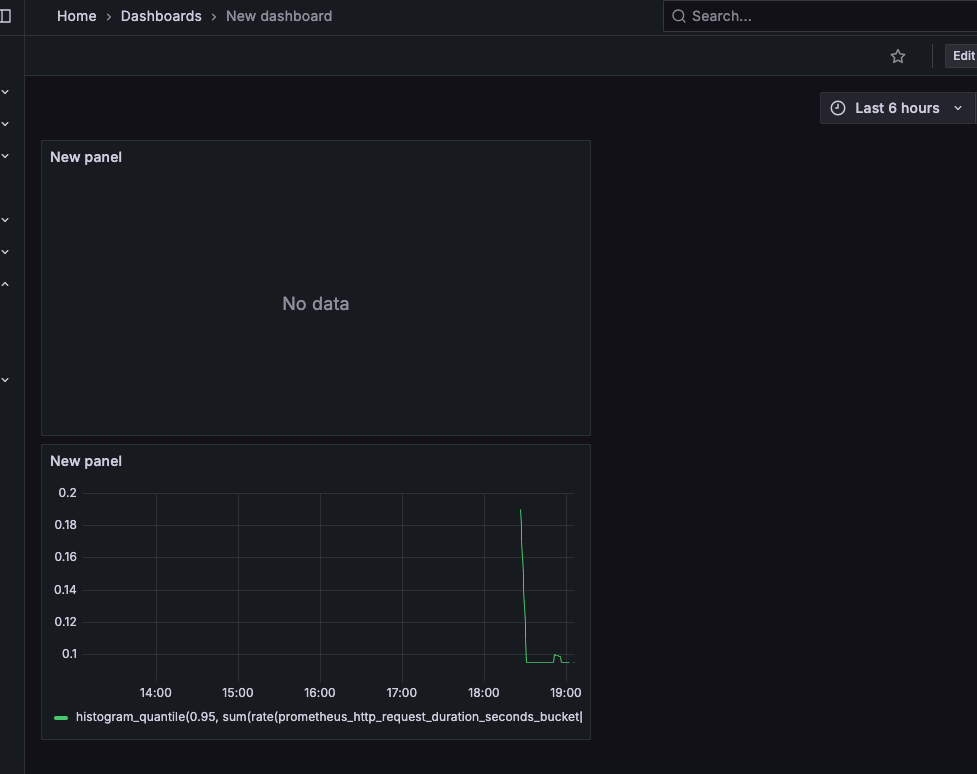 Home › Dashboards › New dashboard
Search...
Edit
Last 6 hours
New panel
No data
New panel
0.2
0.18
0.16
0.14
0.12
0.1
14:00 15:00 16:00 17:00 18:00 19:00
histogram_quantile(0.95, sum(rate(prometheus_http_request_duration_seconds_bucket[